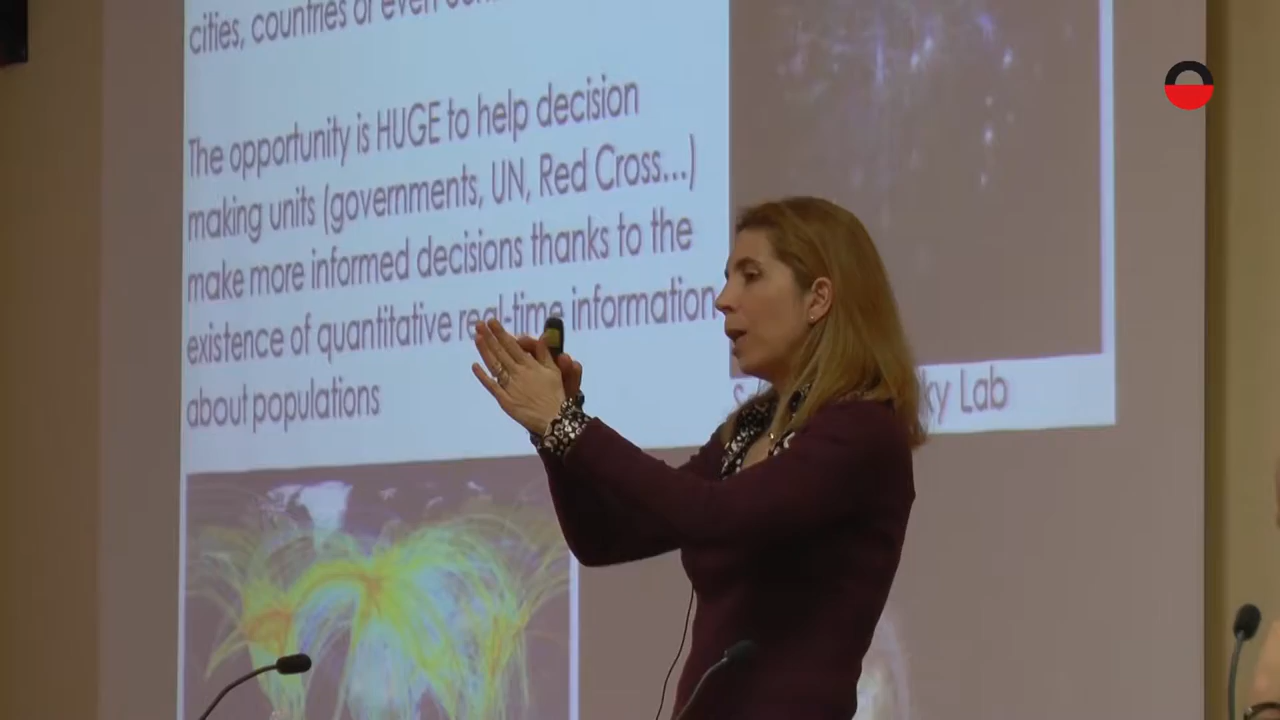 cities, countries or even
The opportunity is HUGE to help decision
making units (governments, UN, Red Cross...)
make more informed decisions thanks to the
existence of quantitative real-time information
about populations
Lab